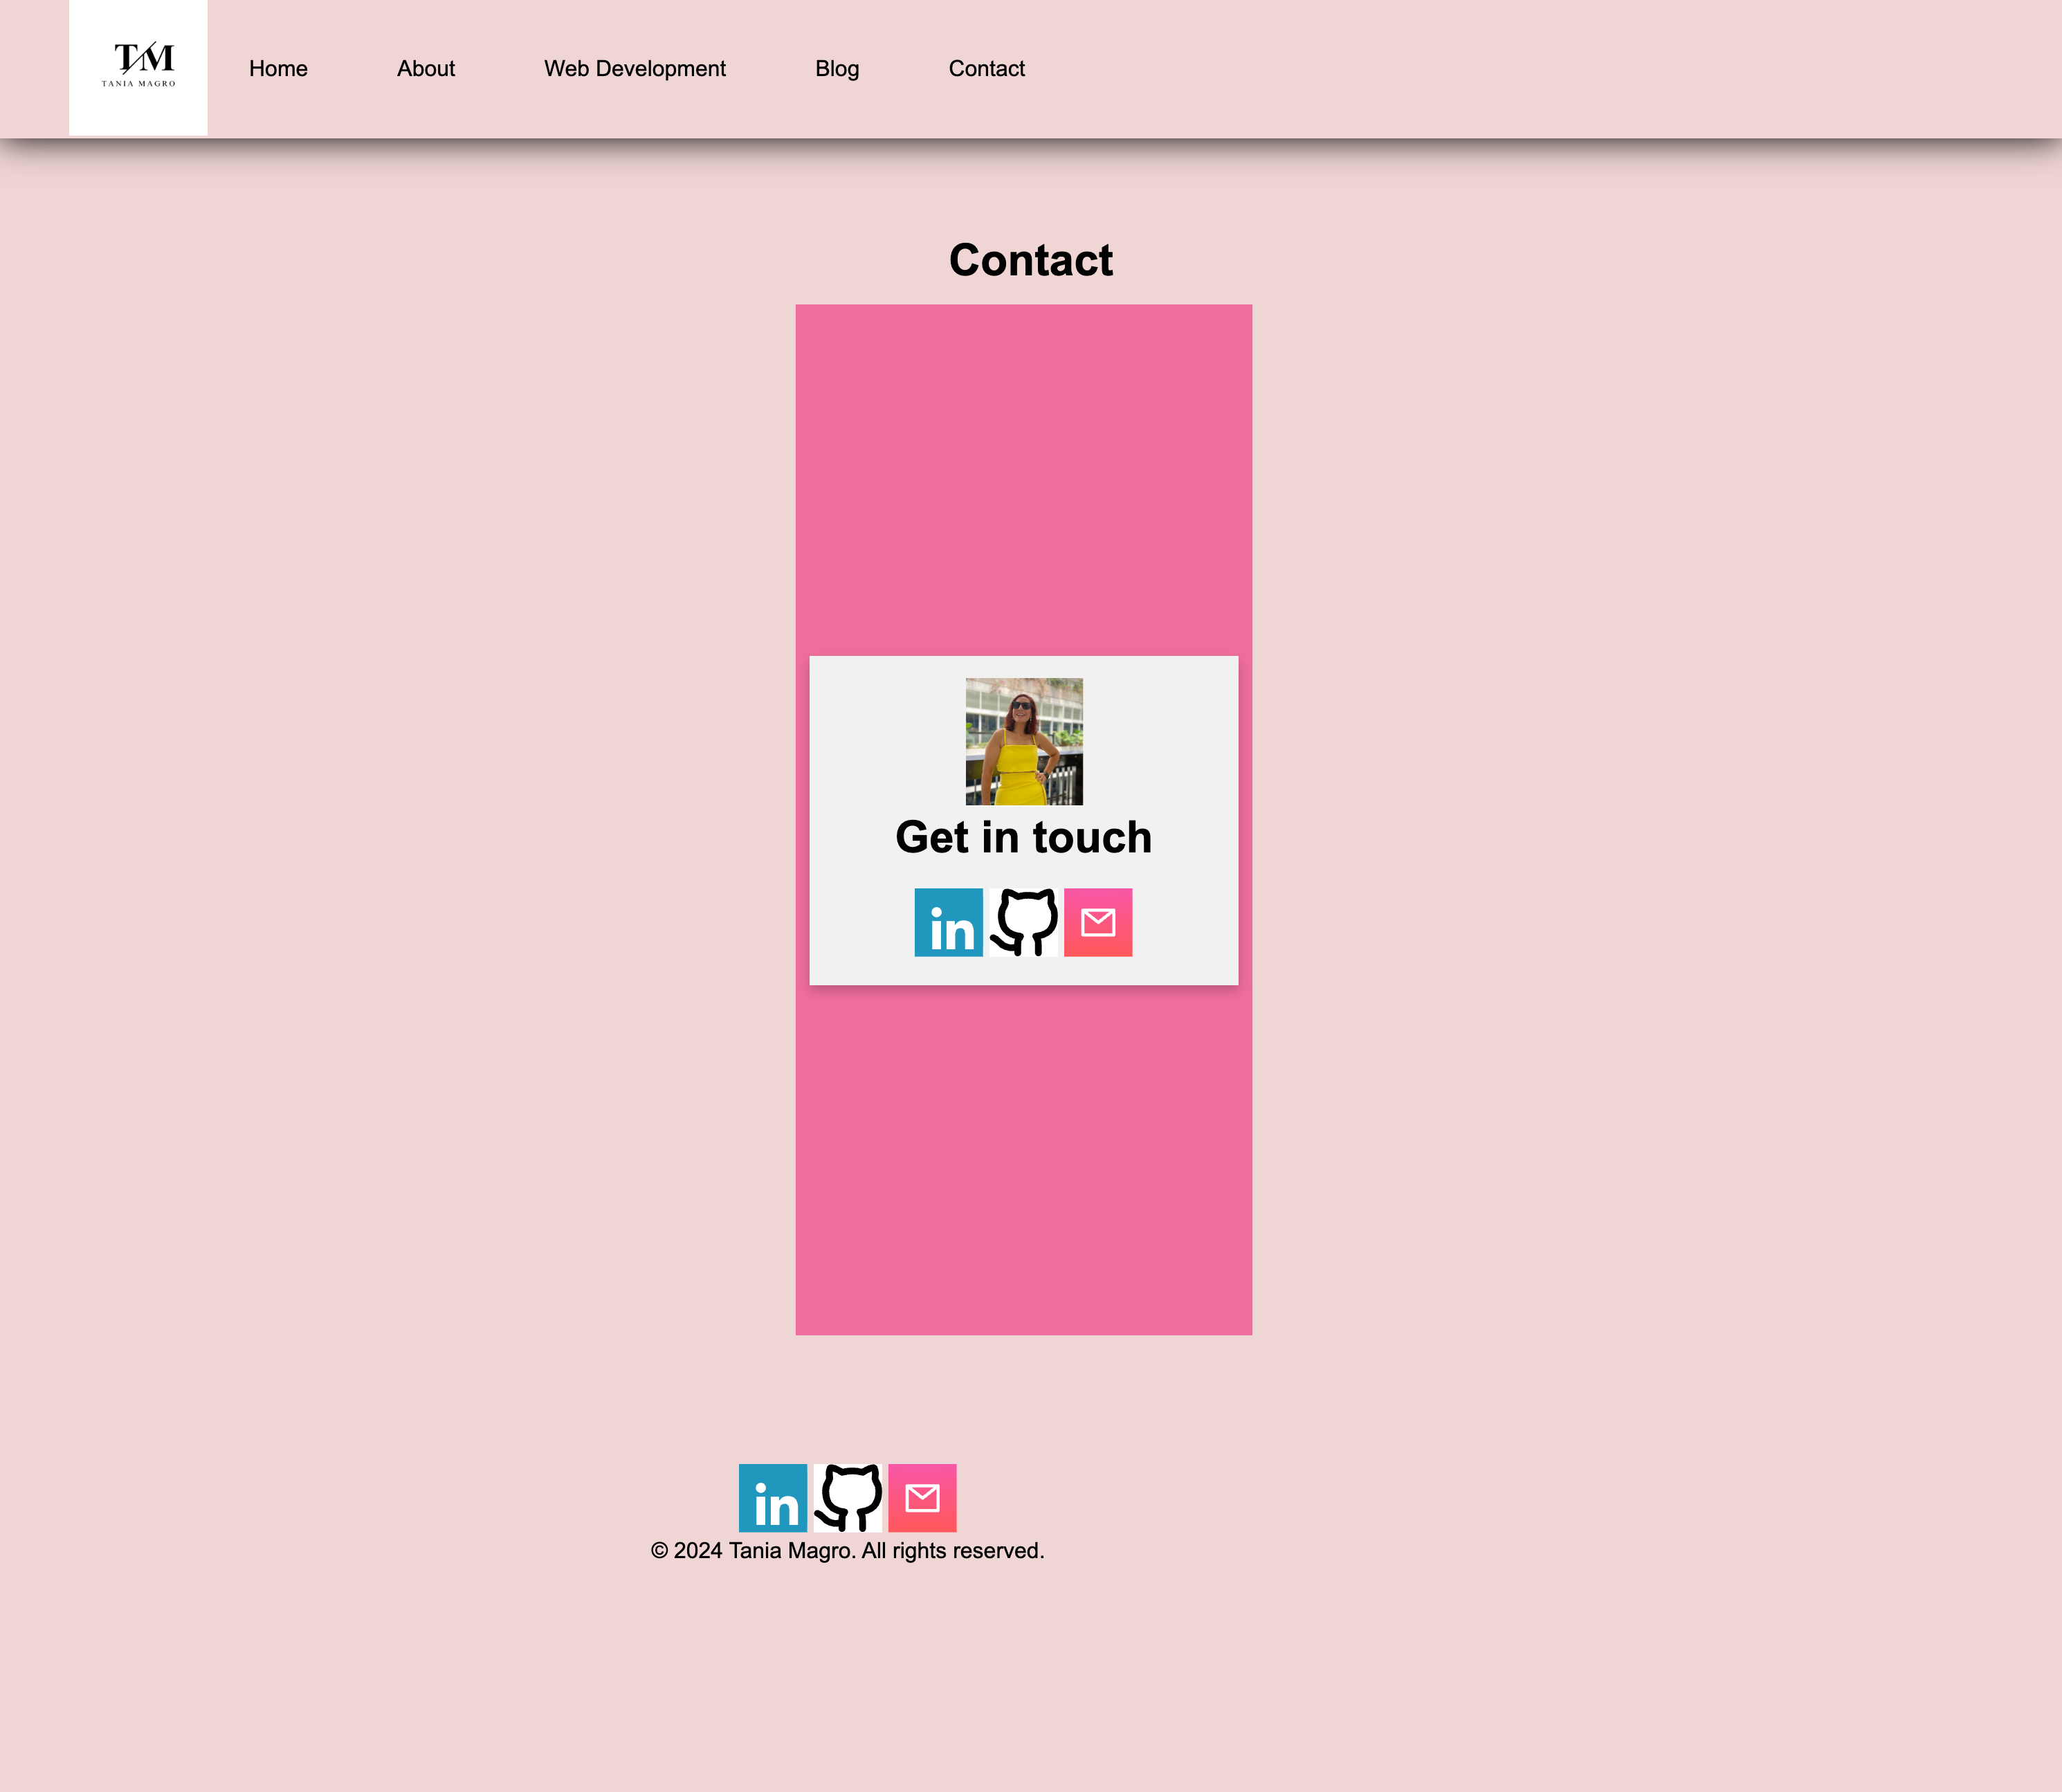 TM
TANIA MAGRO
Home About Web Development Blog Contact
Contact
Get in touch
in
in
© 2024 Tania Magro. All rights reserved.